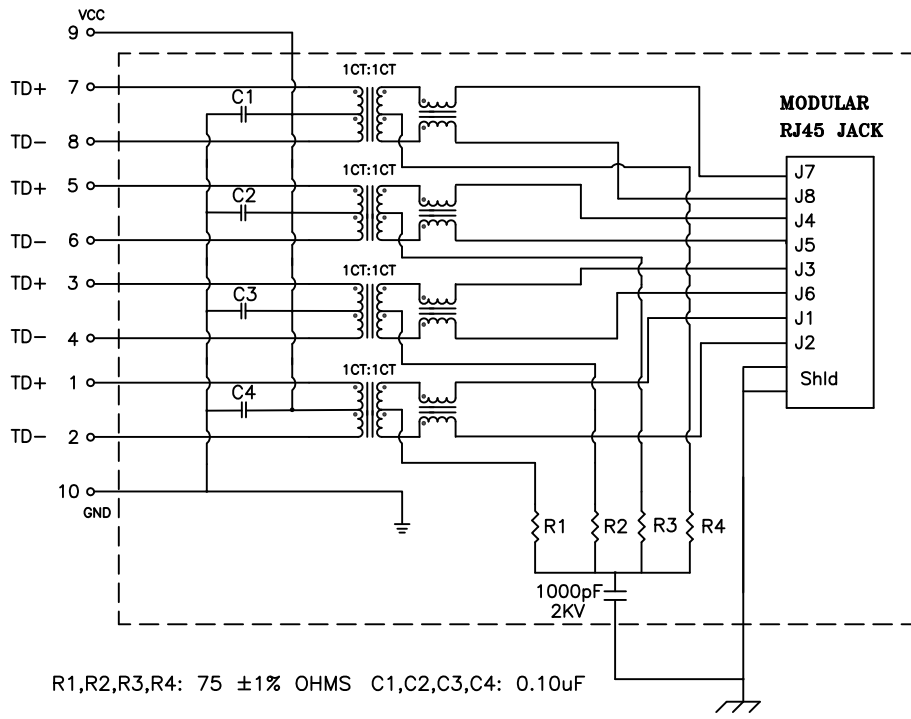 VCC
9
1CT:1CT
TD+ 7
C1
TD- 8
MODULAR
RJ45 JACK
1CT:1CT
TD+ 5
C2
TD- 6
J7
J8
J4
J5
J3
J6
J1
J2
Shld
1CT:1CT
TD+ 3
C3
TD- 4
1CT:1CT
TD+ 1
C4
TD- 2
10
GND
R1
R2
R3
R4
1000pF
2KV
R1,R2,R3,R4: 75 ±1% OHMS C1,C2,C3,C4: 0.10uF